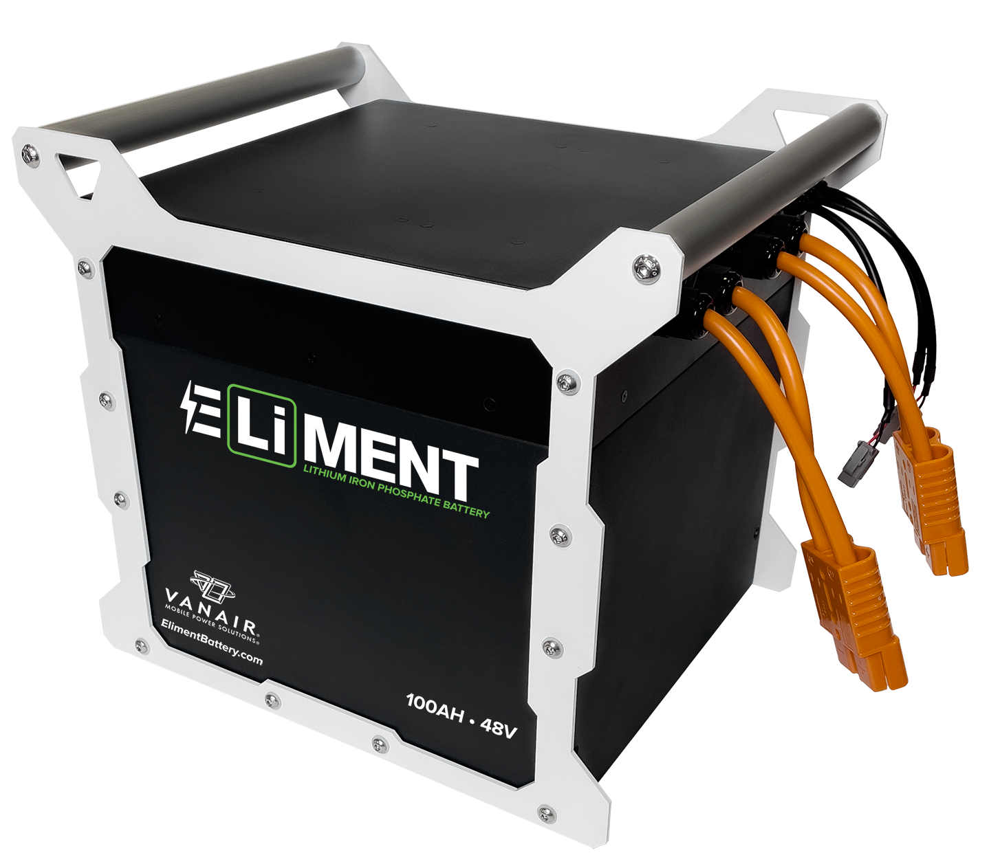 ELiMENT
LITHIUM IRON PHOSPHATE BATTERY
VANAIR®
MOBILE POWER SOLUTIONS®
ElimentBattery.com
100AH • 48V